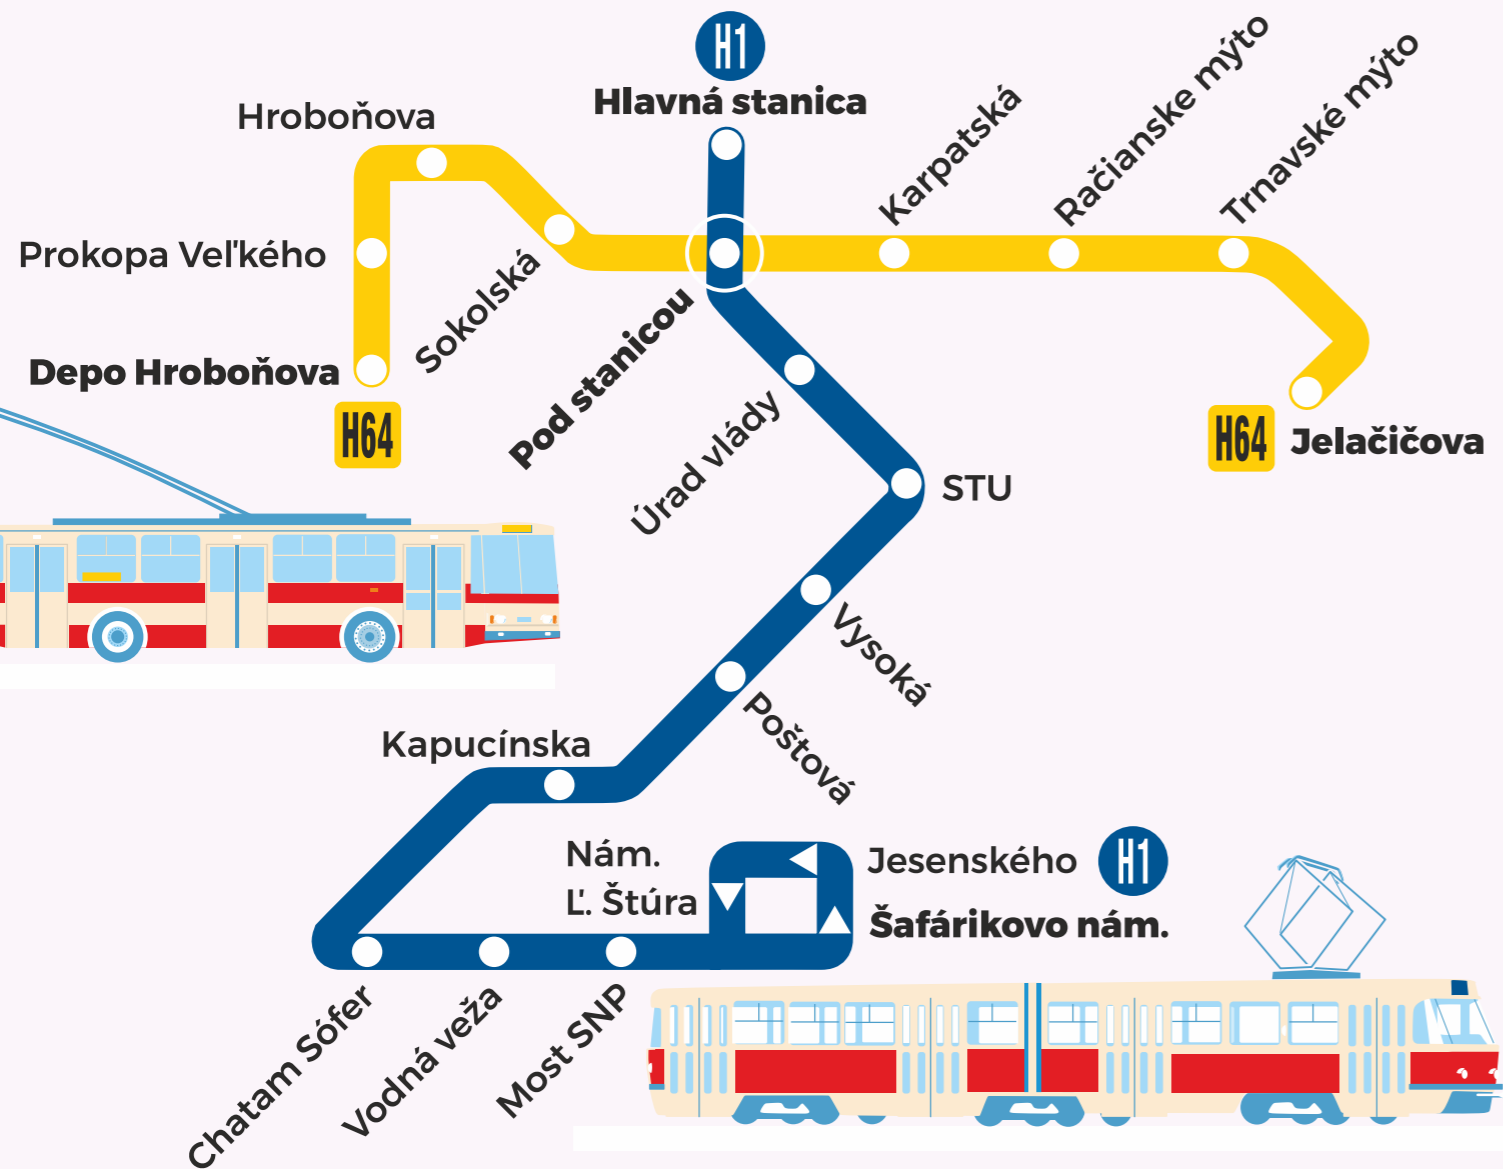 H1
Hlavná stanica
Hroboňova
Prokopa Veľkého
Depo Hroboňova
H64
Sokolská
Pod stanicou
Karpatská
Račianske mýto
Trnavské mýto
H64
Jelačičova
Úrad vlády
STU
Vysoká
Poštová
Kapucínska
Nám.
Ľ. Štúra
Jesenského
H1
Šafárikovo nám.
Chatam Sófer
Vodná veža
Most SNP